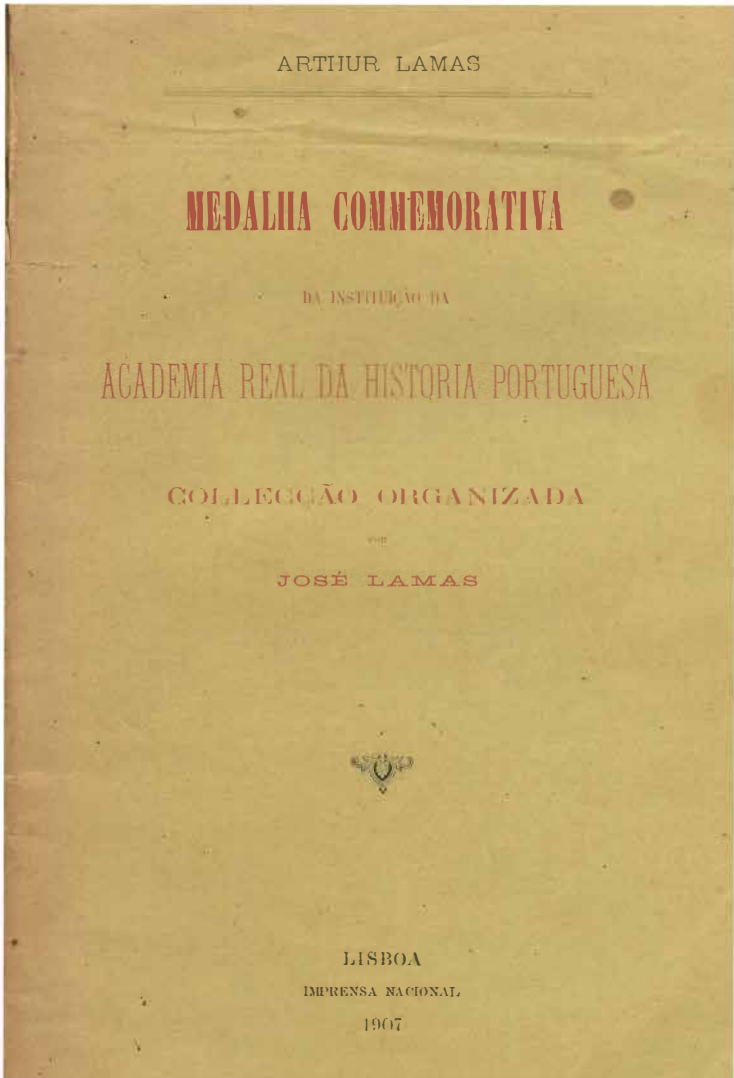 ARTHUR LAMAS
MEDALHA COMMEMORATIVA
DA INSTITUIÇÃO DA
ACADEMIA REAL DA HISTORIA PORTUGUESA
COLLECÇÃO ORGANIZADA
POR
JOSÉ LAMAS
LISBOA
IMPRENSA NACIONAL
1907